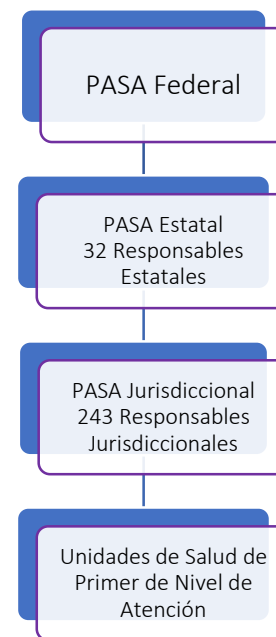 PASA Federal
PASA Estatal
32 Responsables
Estatales
PASA Jurisdiccional
243 Responsables
Jurisdiccionales
Unidades de Salud de
Primer de Nivel de
Atención